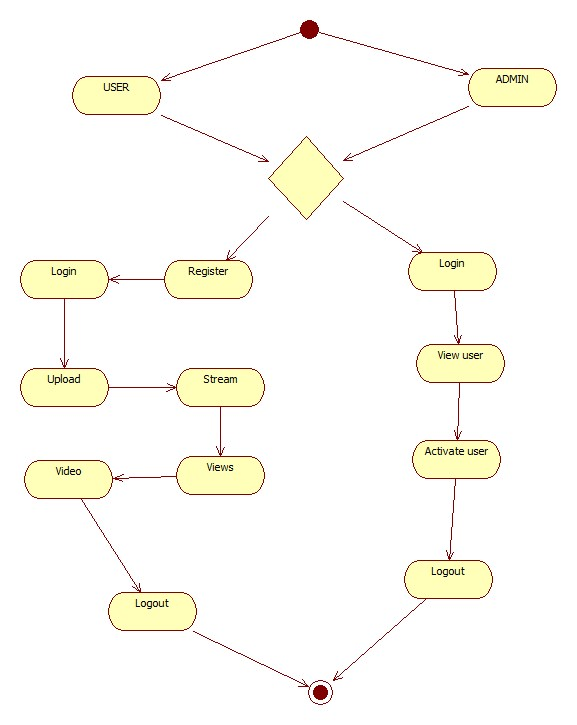 USER
ADMIN
Login
Register
Login
View user
Upload
Stream
Activate user
Video
Views
Logout
Logout